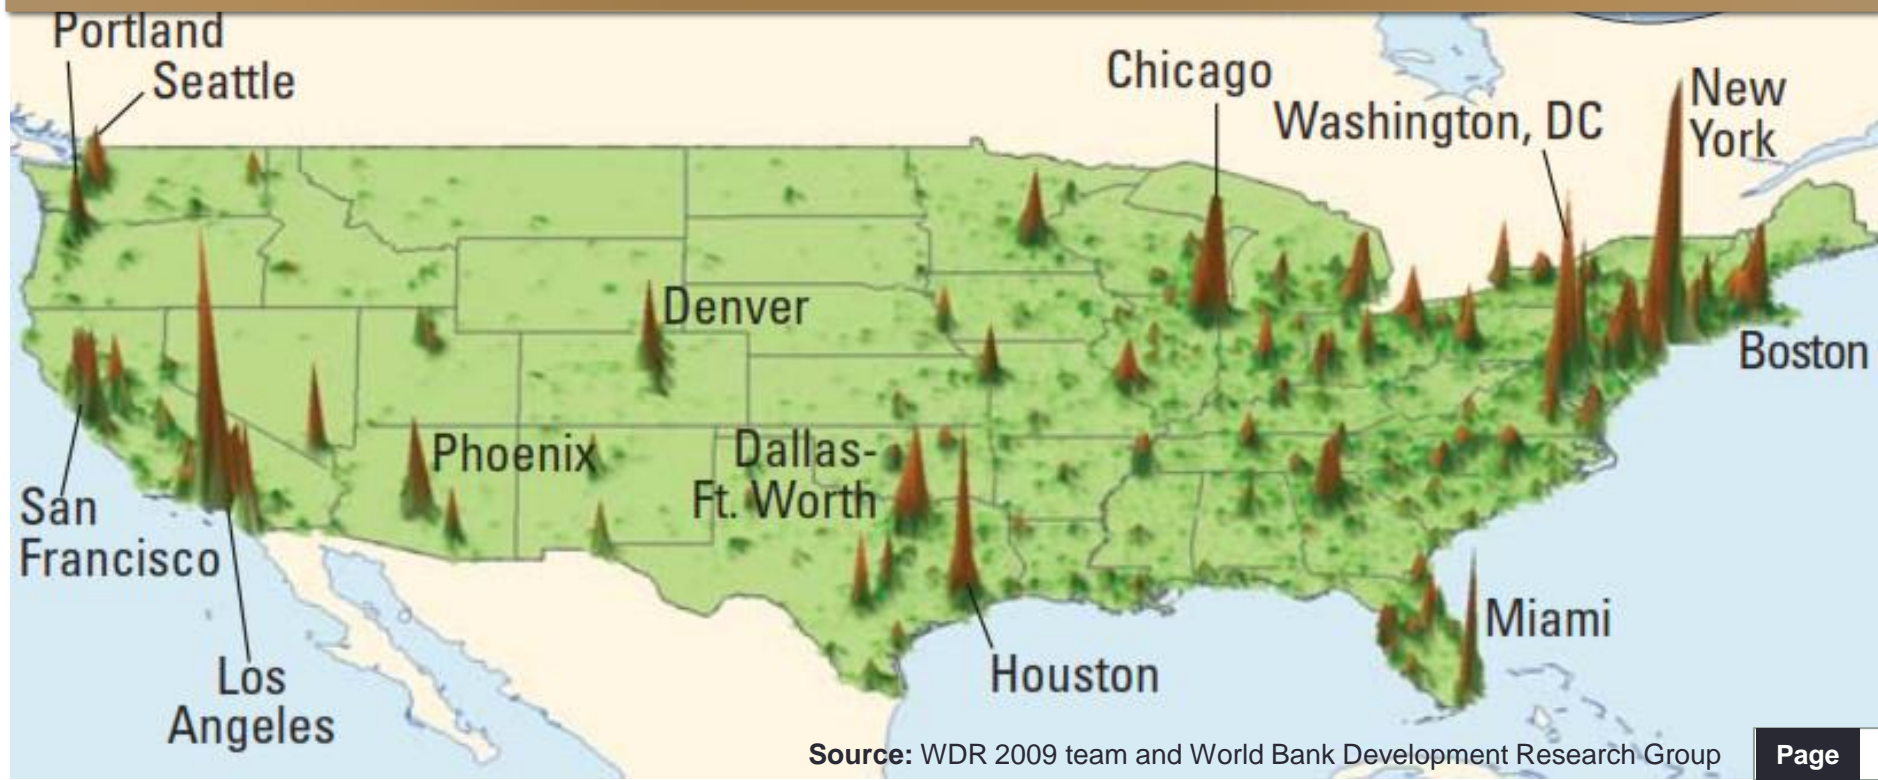 Portland
Seattle
Chicago
Washington, DC
New
York
Denver
Boston
Phoenix
Dallas-
Ft. Worth
San
Francisco
Miami
Los
Angeles
Houston
Source: WDR 2009 team and World Bank Development Research Group
Page